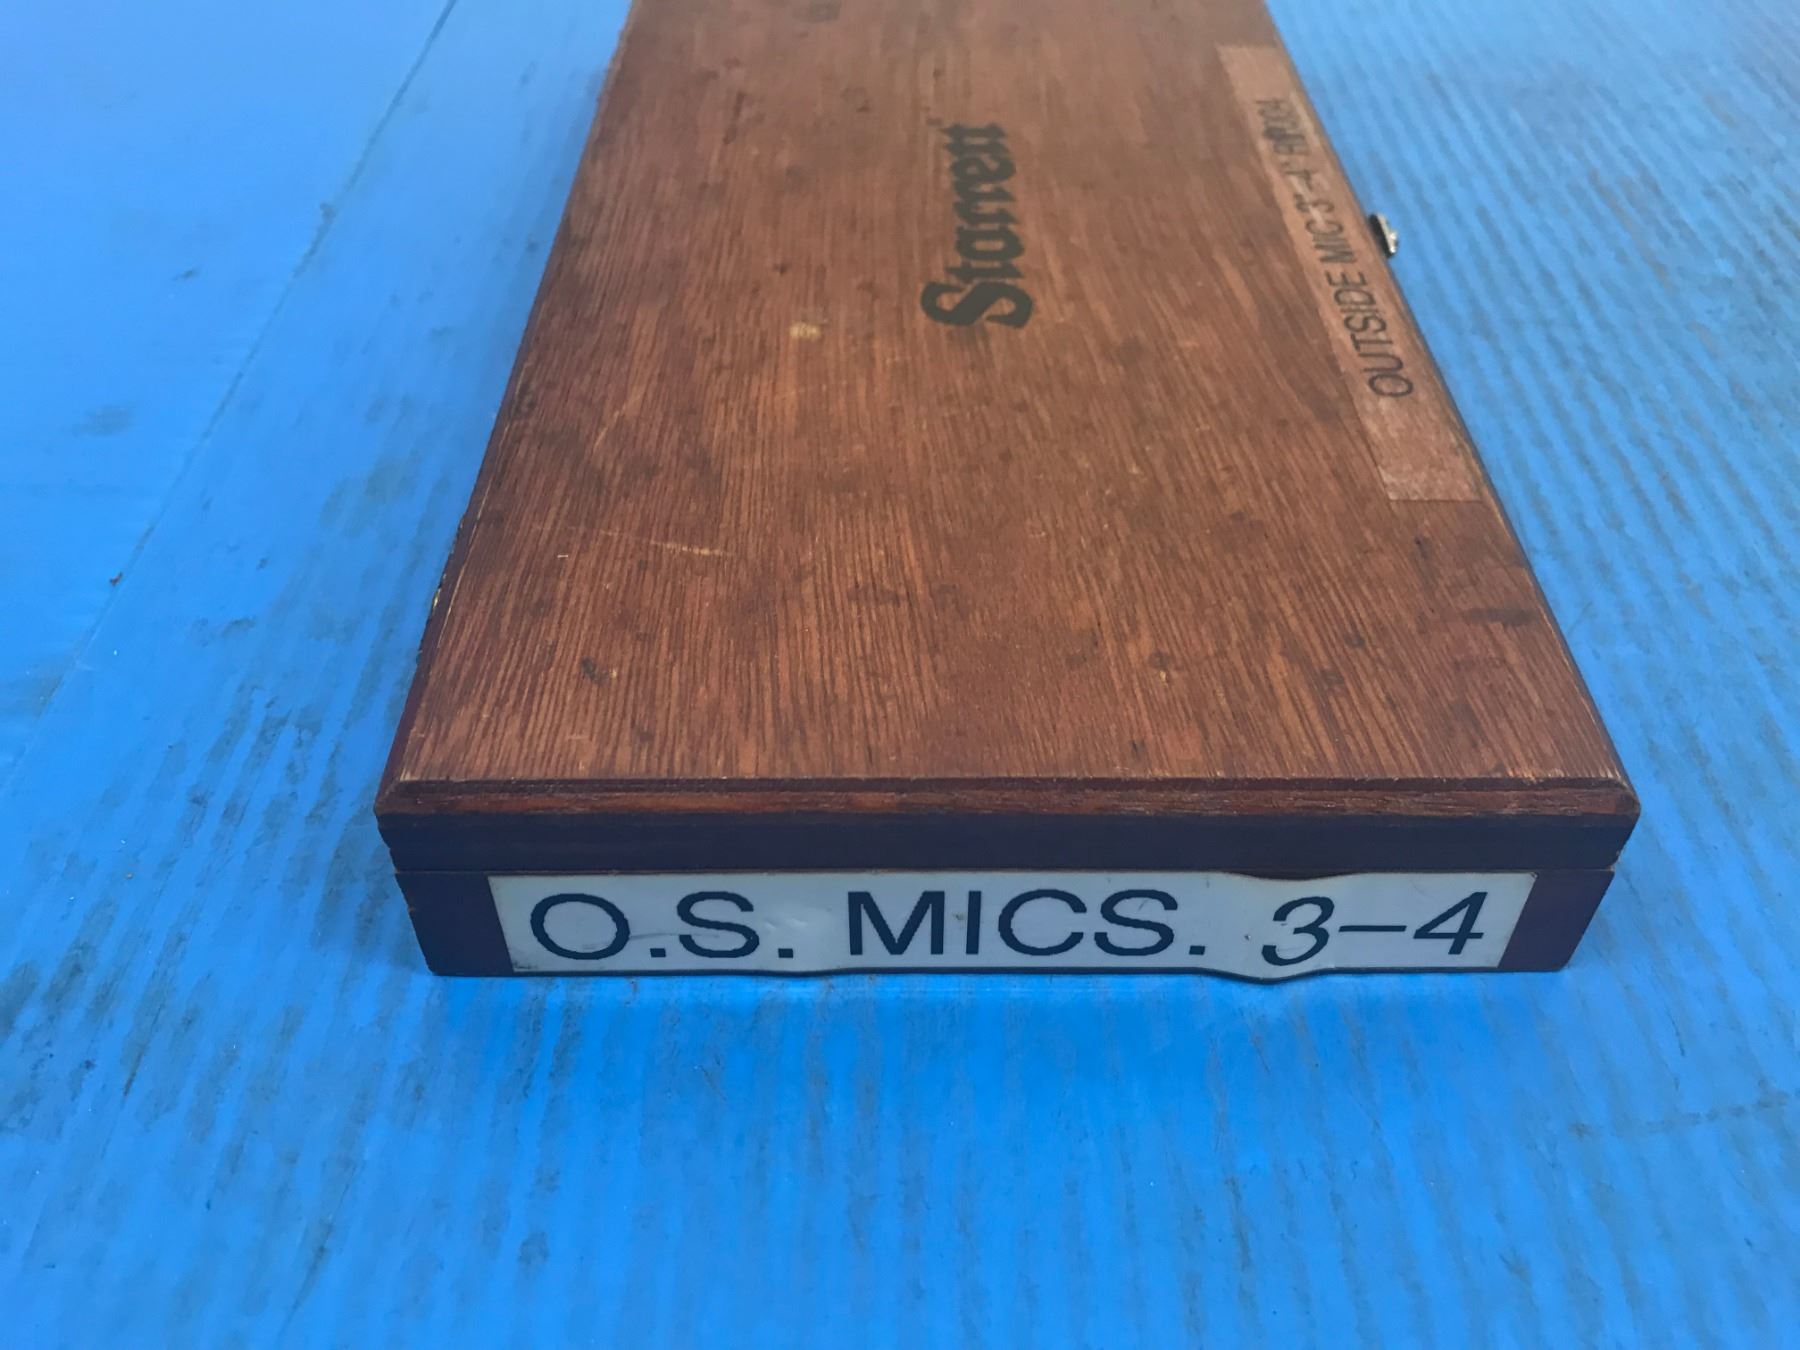 Starrett
OUTSIDE MIC 3"-4"
O.S. MICS. 3-4